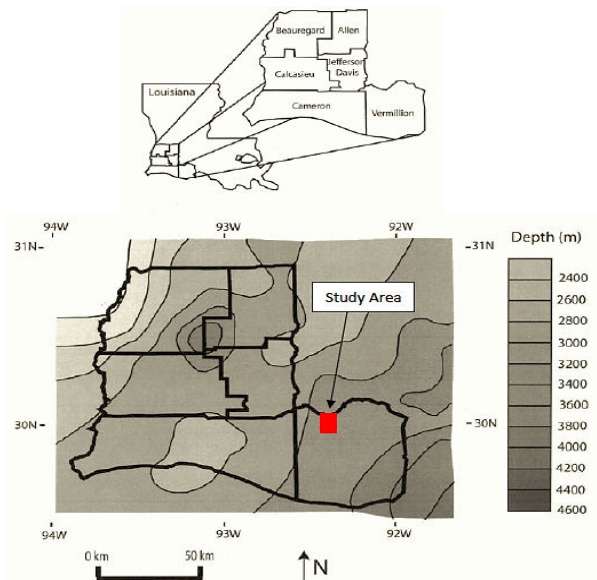 Beauregard
Allen
Jefferson
Davis
Calcasieu
Louisiana
Cameron
Vermillion
94W
93W
92W
31N
31N
Depth (m)
2400
2600
2800
3000
3200
3400
3600
3800
4000
4200
4400
4600
Study Area
30N
30N
94W
93W
92W
0 km
50 km
N